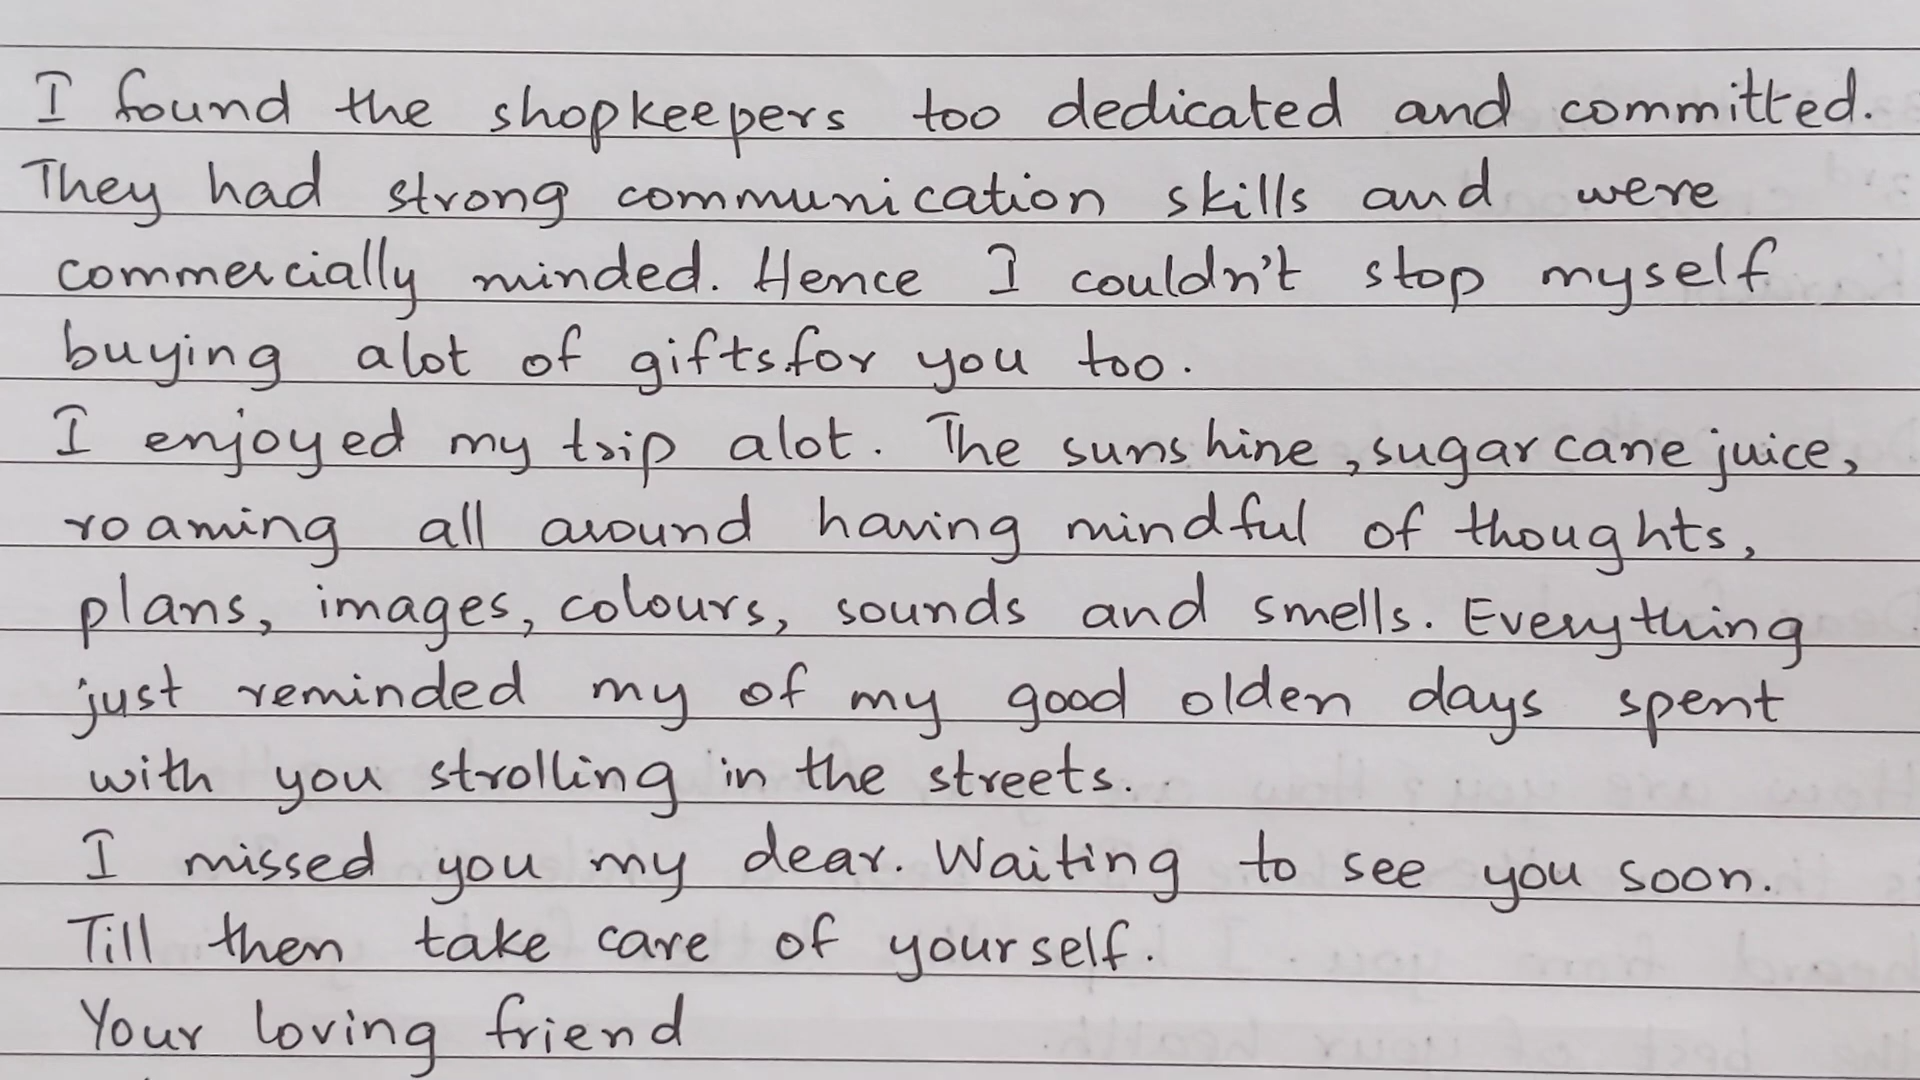 I found the shopkeepers too dedicated and committed.
They had strong communication skills and were
commercially minded. Hence I couldn't stop myself
buying alot of gifts for you too.
I enjoyed my trip alot. The sunshine, sugarcane juice,
roaming all around having mindful of thoughts,
plans, images, colours, sounds and smells. Everything
just reminded my of my good olden days spent
with you strolling in the streets.
I missed you my dear. Waiting to see you soon.
Till then take care of yourself.
Your loving friend